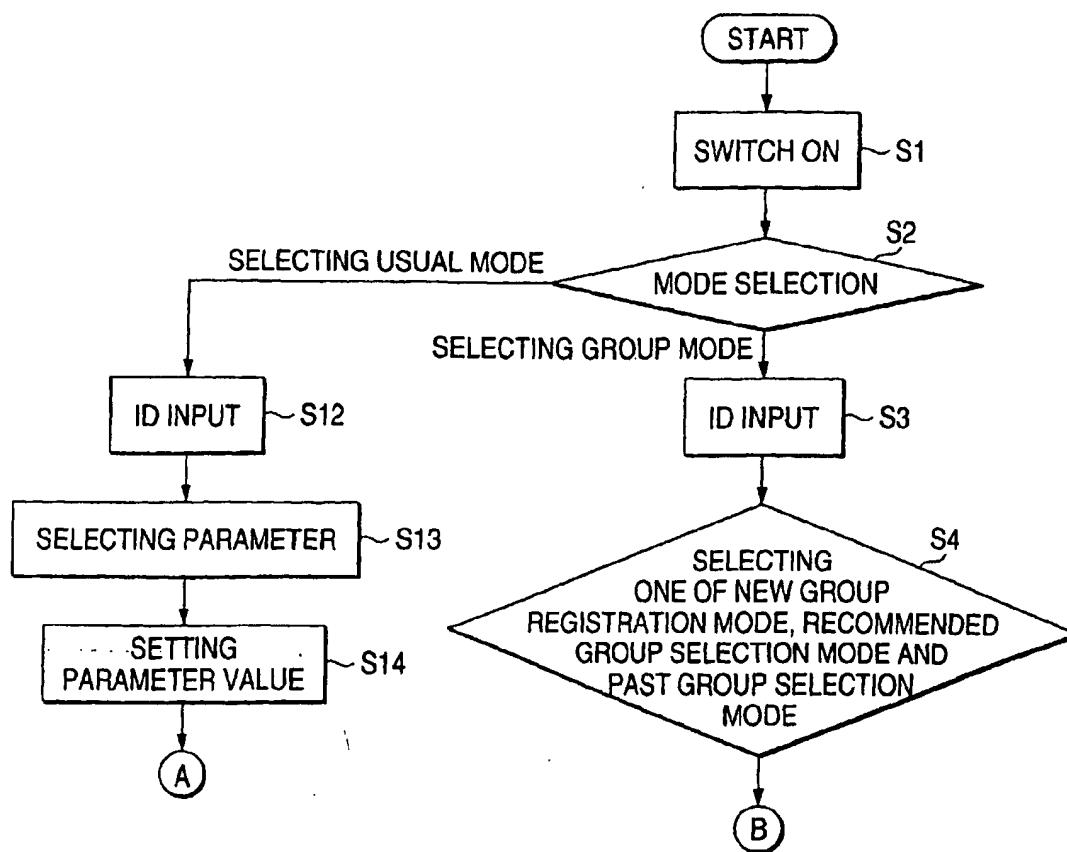 START
SWITCH ON
S1
S2
SELECTING USUAL MODE
MODE SELECTION
SELECTING GROUP MODE
ID INPUT
S12
ID INPUT
S3
SELECTING PARAMETER
S13
S4
SELECTING
ONE OF NEW GROUP
REGISTRATION MODE, RECOMMENDED
GROUP SELECTION MODE AND
PAST GROUP SELECTION
MODE
SETTING
PARAMETER VALUE
S14
A
B